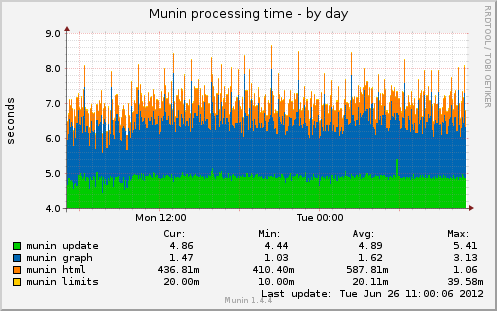 Munin processing time - by day
RRDTOOL / TOBI OETIKER
seconds
9.0
8.0
7.0
6.0
5.0
4.0
Mon 12:00 Tue 00:00
Cur: Min: Avg: Max:
munin update 4.86 4.44 4.89 5.41
munin graph 1.47 1.03 1.62 3.13
munin html 436.81m 410.40m 587.81m 1.06
munin limits 20.00m 10.00m 20.11m 39.58m
Last update: Tue Jun 26 11:00:06 2012
Munin 1.4.4